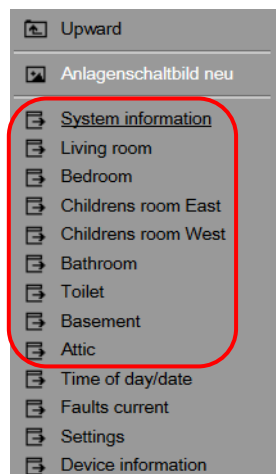 Upward
Anlagenschaltbild neu
System information
Living room
Bedroom
Childrens room East
Childrens room West
Bathroom
Toilet
Basement
Attic
Time of day/date
Faults current
Settings
Device information